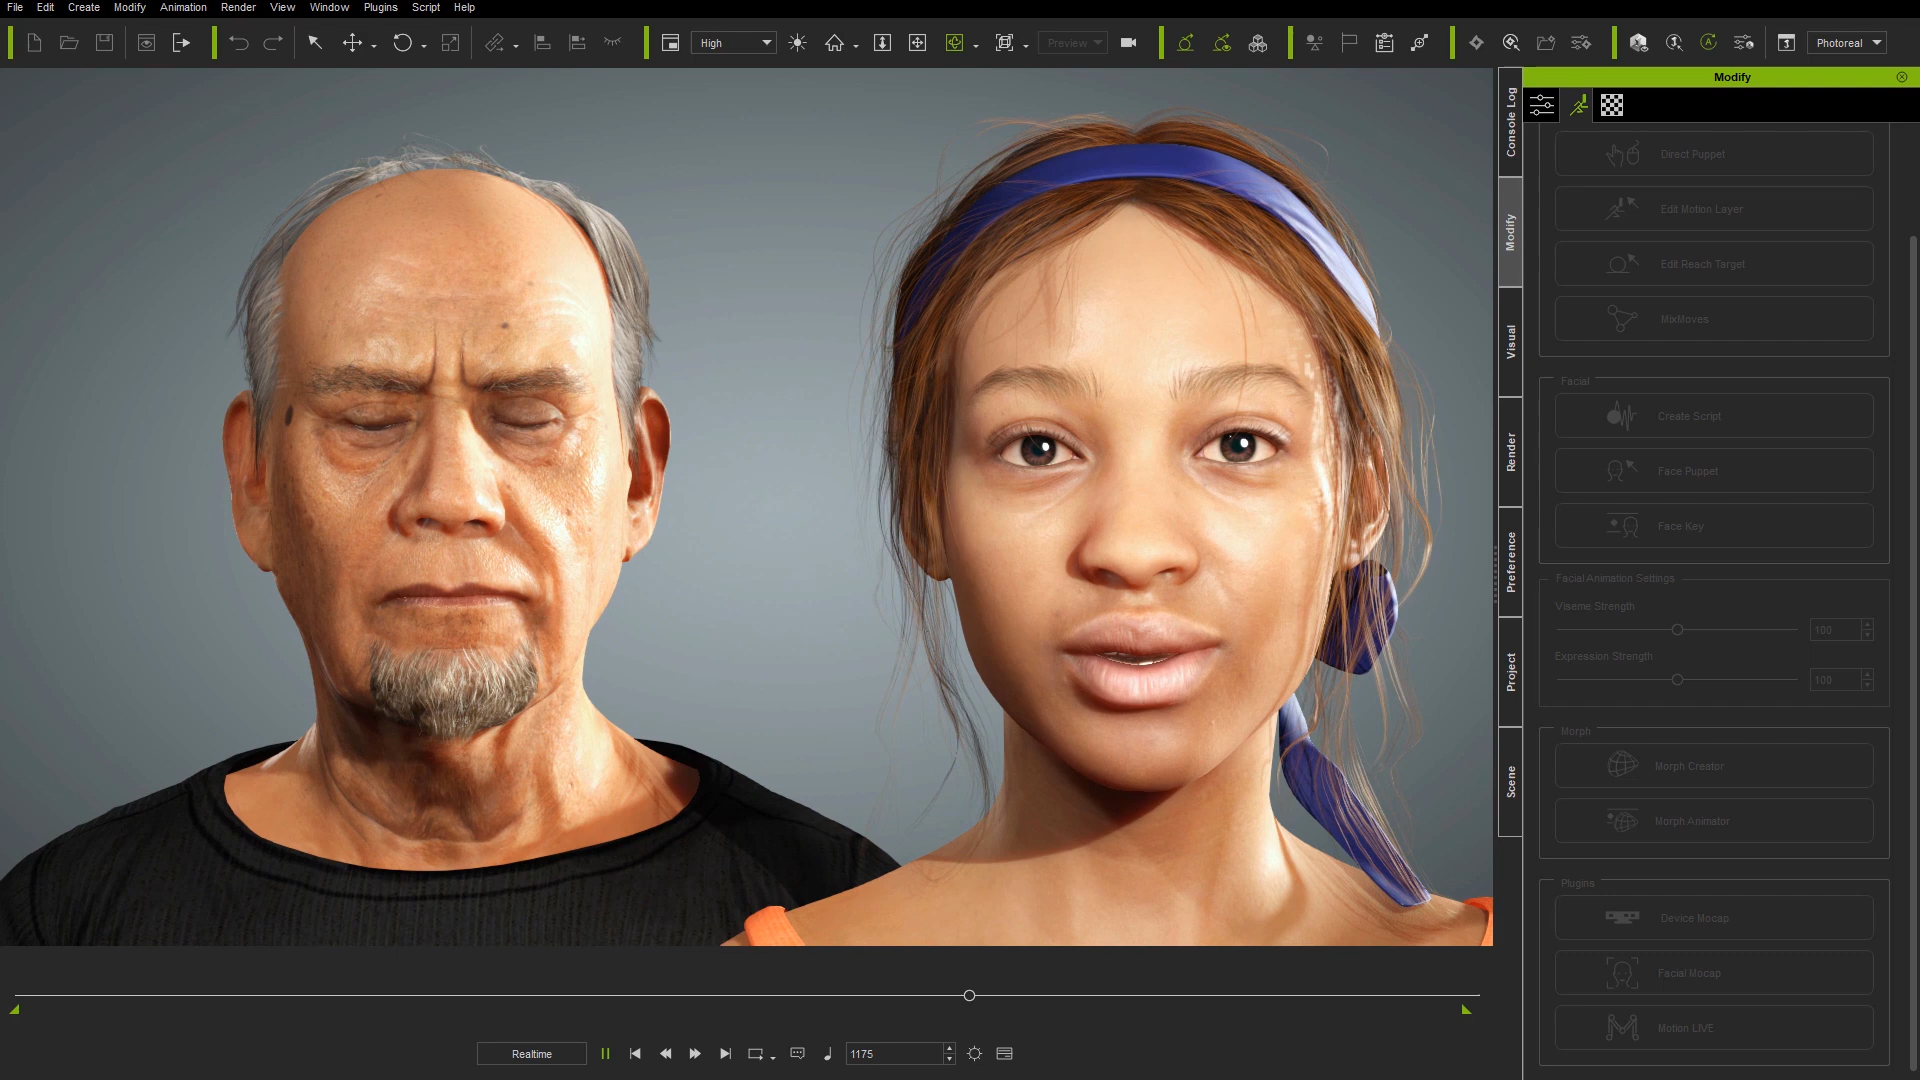 File Edit Create Modify Animation Render View Window Plugins Script Help
High
Preview
Photoreal
Modify
Console Log
Modify
Visual
Render
Preference
Project
Scene
Direct Puppet
Edit Motion Layer
Edit Reach Target
MixMoves
Facial
Create Script
Face Puppet
Face Key
Facial Animation Settings
Viseme Strength
100
Expression Strength
100
Morph
Morph Creator
Morph Animator
Plugins
Device Mocap
Facial Mocap
Motion LIVE
Realtime
1175